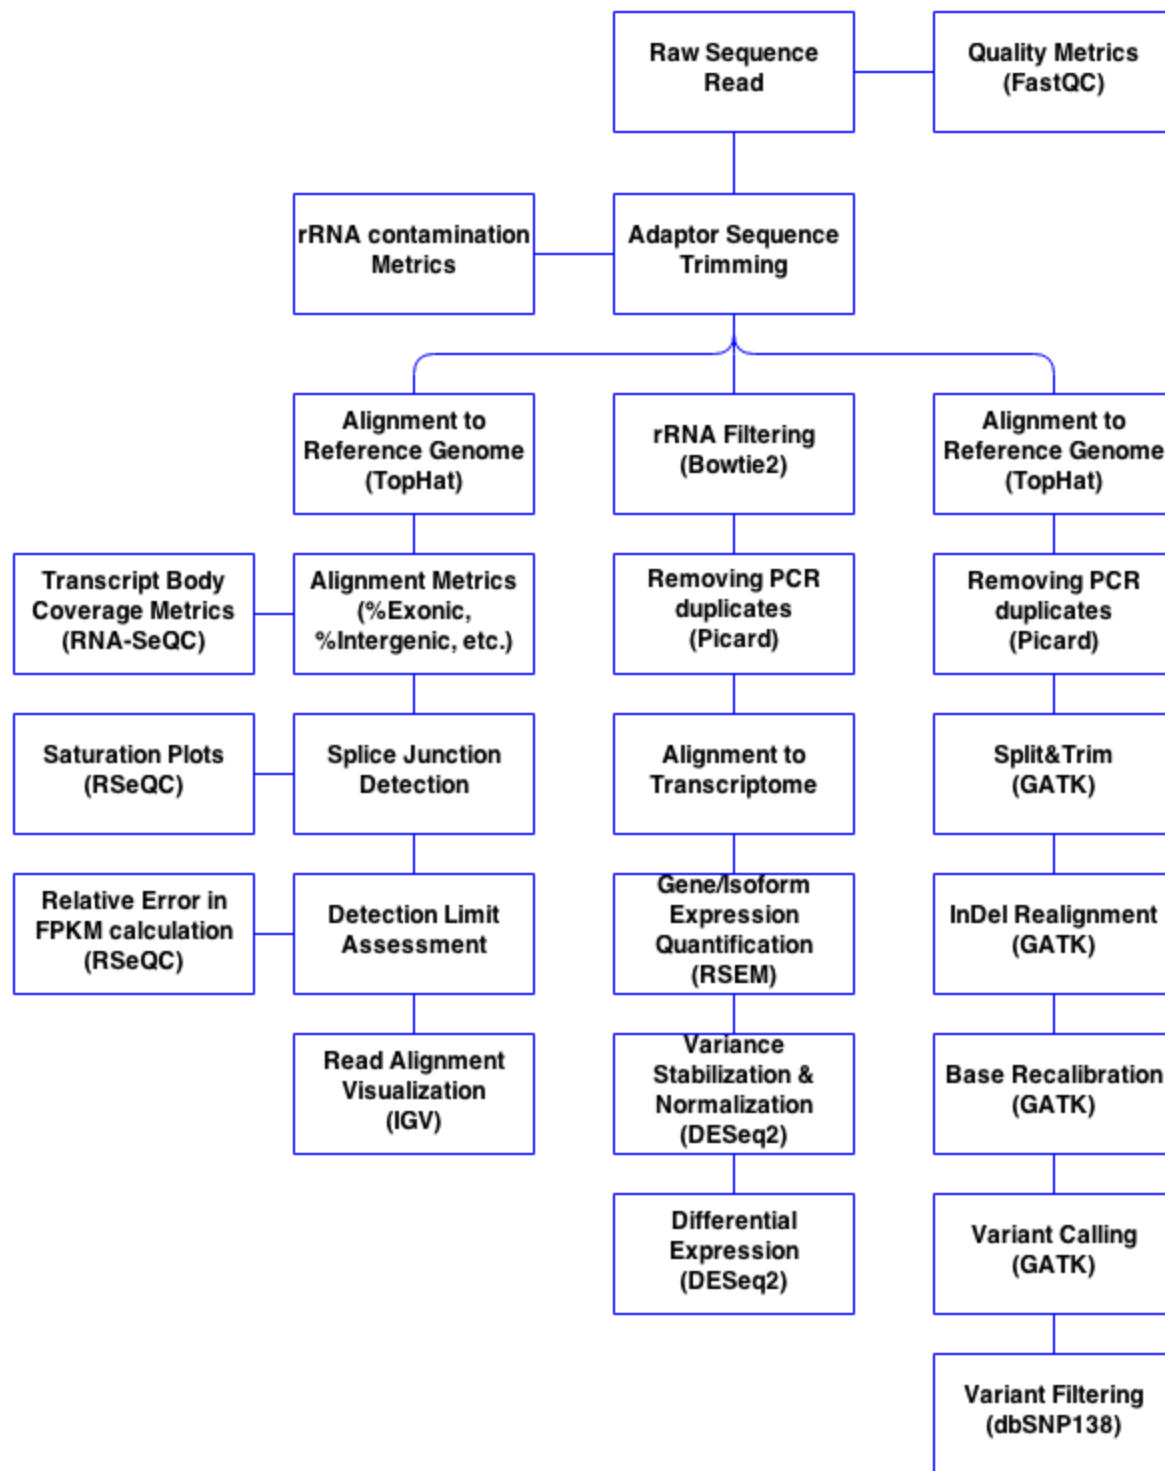 Raw Sequence
Read
Quality Metrics
(FastQC)
rRNA contamination
Metrics
Adaptor Sequence
Trimming
Alignment to
Reference Genome
(TopHat)
rRNA Filtering
(Bowtie2)
Alignment to
Reference Genome
(TopHat)
Transcript Body
Coverage Metrics
(RNA-SeQC)
Alignment Metrics
(%Exonic,
%Intergenic, etc.)
Removing PCR
duplicates
(Picard)
Removing PCR
duplicates
(Picard)
Saturation Plots
(RSeQC)
Splice Junction
Detection
Alignment to
Transcriptome
Split&Trim
(GATK)
Relative Error in
FPKM calculation
(RSeQC)
Detection Limit
Assessment
Gene/Isoform
Expression
Quantification
(RSEM)
InDel Realignment
(GATK)
Read Alignment
Visualization
(IGV)
Variance
Stabilization &
Normalization
(DESeq2)
Base Recalibration
(GATK)
Differential
Expression
(DESeq2)
Variant Calling
(GATK)
Variant Filtering
(dbSNP138)